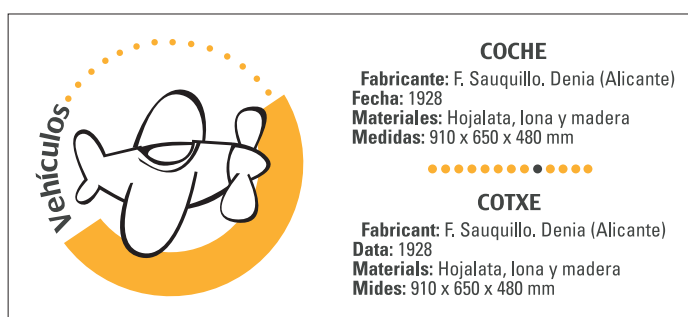 Vehículos
COCHE
Fabricante: F. Sauquillo. Denia (Alicante)
Fecha: 1928
Materiales: Hojalata, lona y madera
Medidas: 910 x 650 x 480 mm
COTXE
Fabricant: F. Sauquillo. Denia (Alicante)
Data: 1928
Materials: Hojalata, lona y madera
Mides: 910 x 650 x 480 mm